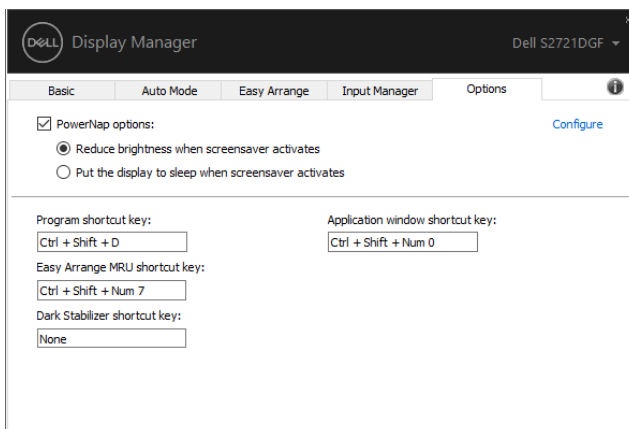 DELL Display Manager
Dell S2721DGF
Basic Auto Mode Easy Arrange Input Manager Options
PowerNap options: Configure
Reduce brightness when screensaver activates
Put the display to sleep when screensaver activates
Program shortcut key: Application window shortcut key:
Ctrl + Shift + D Ctrl + Shift + Num 0
Easy Arrange MRU shortcut key:
Ctrl + Shift + Num 7
Dark Stabilizer shortcut key:
None